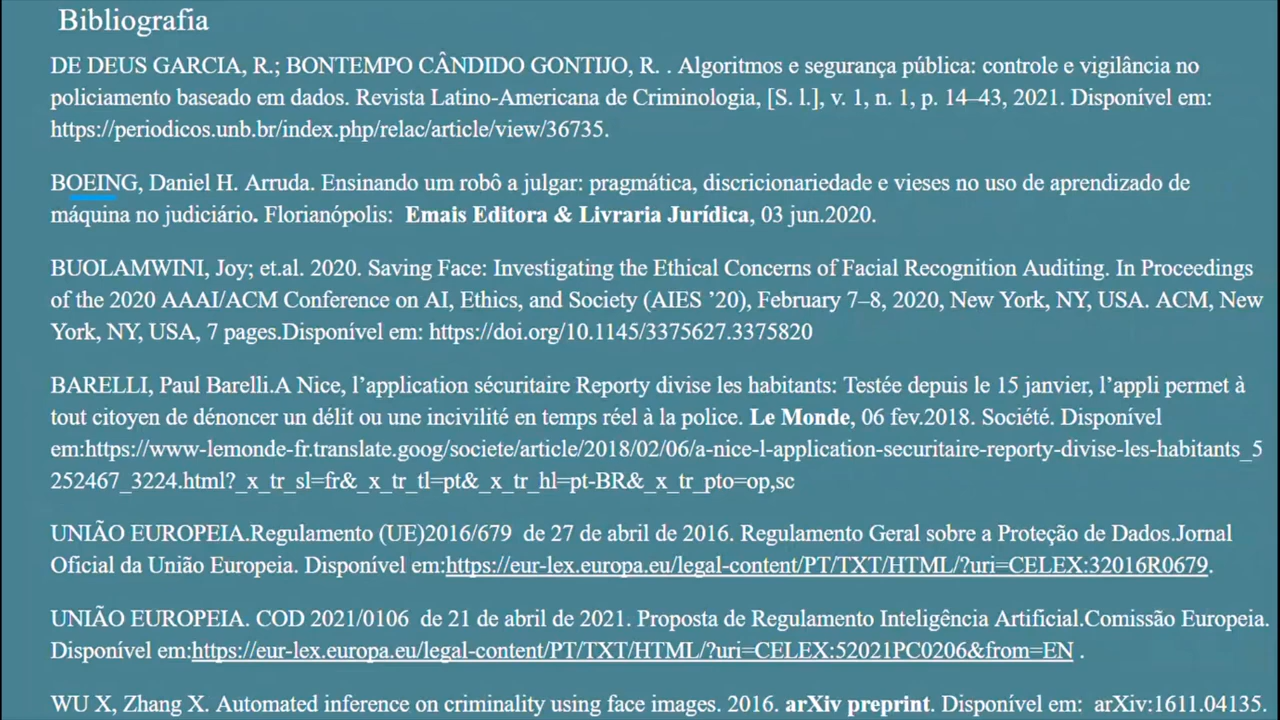 Bibliografia
DE DEUS GARCIA, R.; BONTEMPO CÂNDIDO GONTIJO, R. . Algoritmos e segurança pública: controle e vigilância no
policiamento baseado em dados. Revista Latino-Americana de Criminologia, [S. l.], v. 1, n. 1, p. 14–43, 2021. Disponível em:
https://periodicos.unb.br/index.php/relac/article/view/36735.
BOEING, Daniel H. Arruda. Ensinando um robô a julgar: pragmática, discricionariedade e vieses no uso de aprendizado de
máquina no judiciário. Florianópolis: Emais Editora & Livraria Jurídica, 03 jun.2020.
BUOLAMWINI, Joy; et.al. 2020. Saving Face: Investigating the Ethical Concerns of Facial Recognition Auditing. In Proceedings
of the 2020 AAAI/ACM Conference on AI, Ethics, and Society (AIES ’20), February 7–8, 2020, New York, NY, USA. ACM, New
York, NY, USA, 7 pages.Disponível em: https://doi.org/10.1145/3375627.3375820
BARELLI, Paul Barelli.A Nice, l’application sécuritaire Reporty divise les habitants: Testée depuis le 15 janvier, l’appli permet à
tout citoyen de dénoncer un délit ou une incivilité en temps réel à la police. Le Monde, 06 fev.2018. Société. Disponível
em:https://www-lemonde-fr.translate.goog/societe/article/2018/02/06/a-nice-l-application-securitaire-reporty-divise-les-habitants_5
252467_3224.html?_x_tr_sl=fr&_x_tr_tl=pt&_x_tr_hl=pt-BR&_x_tr_pto=op,sc
UNIÃO EUROPEIA.Regulamento (UE)2016/679 de 27 de abril de 2016. Regulamento Geral sobre a Proteção de Dados.Jornal
Oficial da União Europeia. Disponível em:https://eur-lex.europa.eu/legal-content/PT/TXT/HTML/?uri=CELEX:32016R0679.
UNIÃO EUROPEIA. COD 2021/0106 de 21 de abril de 2021. Proposta de Regulamento Inteligência Artificial.Comissão Europeia.
Disponível em:https://eur-lex.europa.eu/legal-content/PT/TXT/HTML/?uri=CELEX:52021PC0206&from=EN .
WU X, Zhang X. Automated inference on criminality using face images. 2016. arXiv preprint. Disponível em: arXiv:1611.04135.